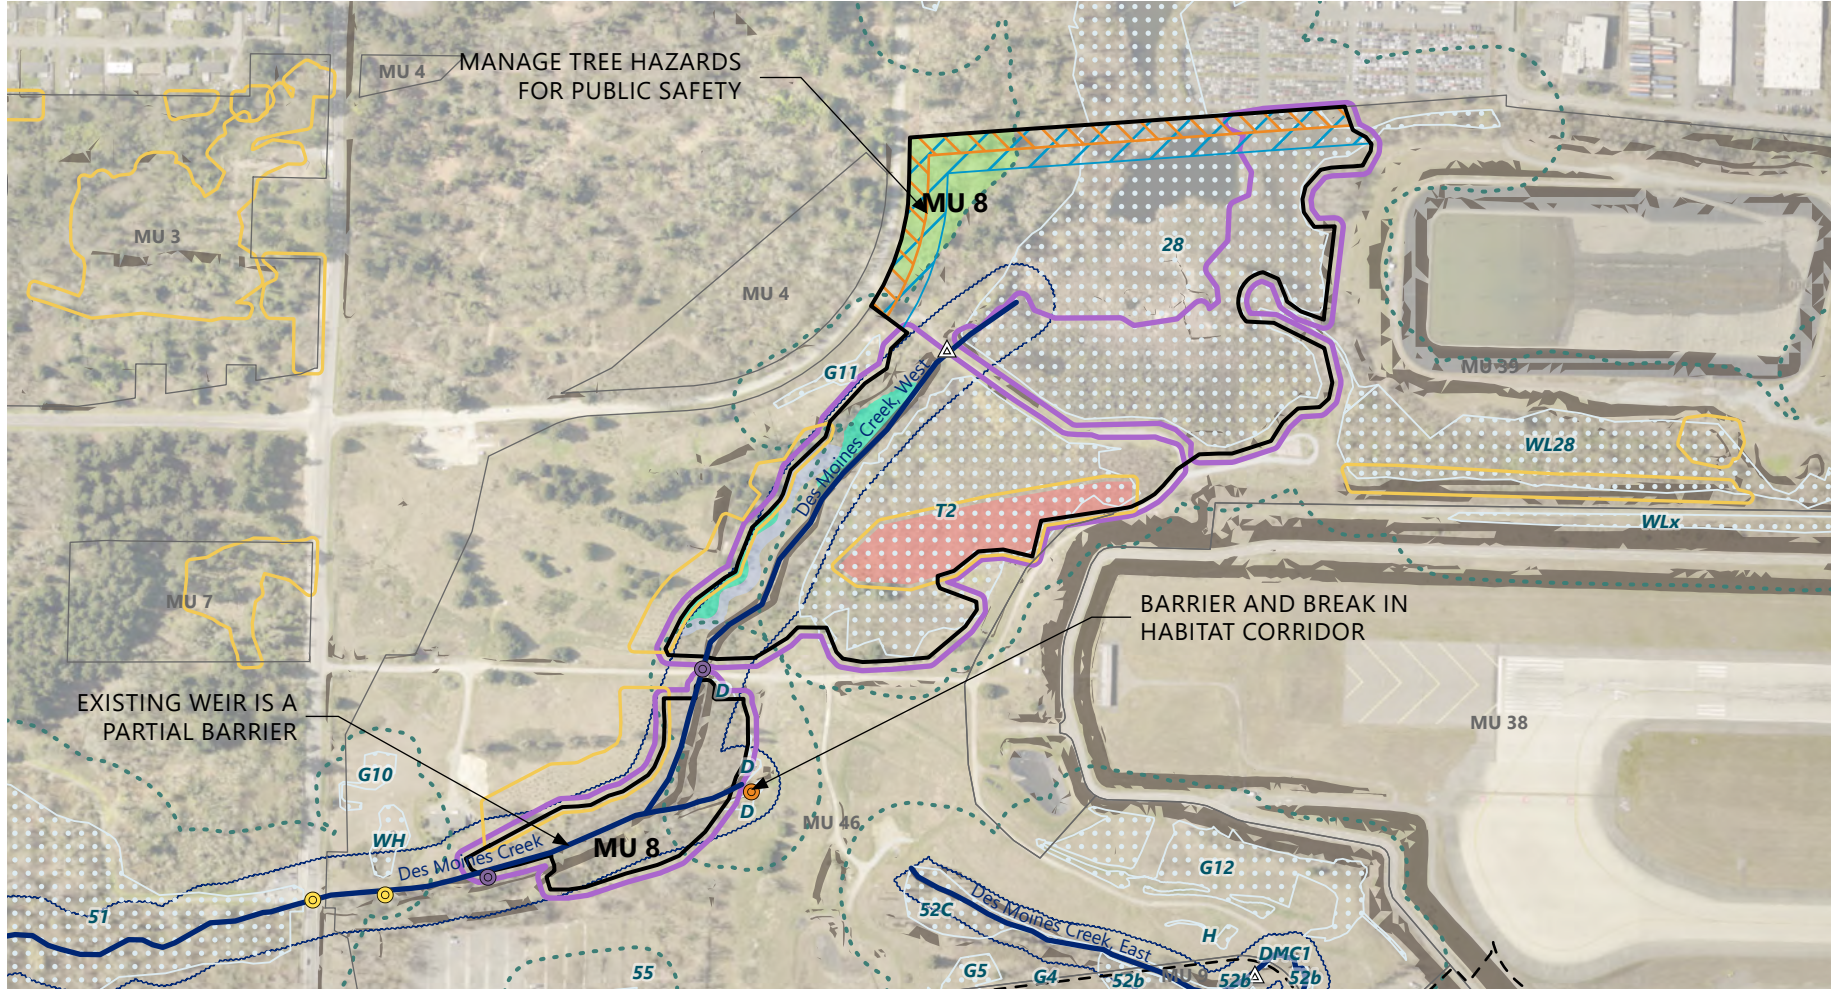 MU 4
MANAGE TREE HAZARDS
FOR PUBLIC SAFETY
MU 8
MU 3
28
MU 4
MU 39
G11
Des Moines Creek, West
WL28
T2
WLx
MU 7
BARRIER AND BREAK IN
HABITAT CORRIDOR
D
EXISTING WEIR IS A
PARTIAL BARRIER
MU 38
G10
D
D
MU 46
WH
MU 8
Des Moines Creek
G12
51
52C
Des Moines Creek, East
H
DMC1
55
G5
G4
52b
MU 9
52b
52b